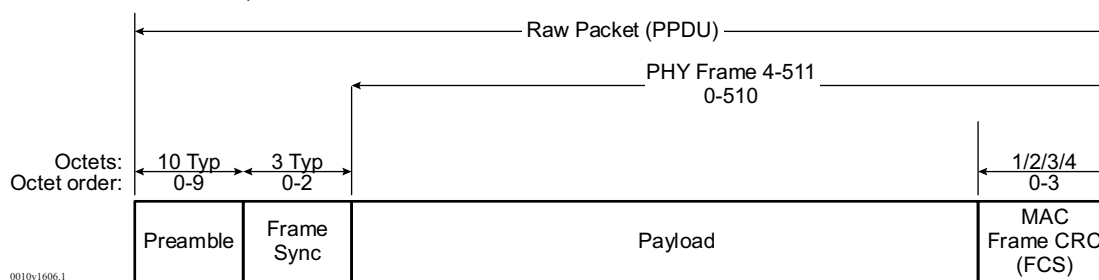 Raw Packet (PPDU)
PHY Frame 4-511
0-510
Octets: 10 Typ 3 Typ 1/2/3/4
Octet order: 0-9 0-2 0-3
Preamble
Frame
Sync
Payload
MAC
Frame CRC
(FCS)
0010v1606.1